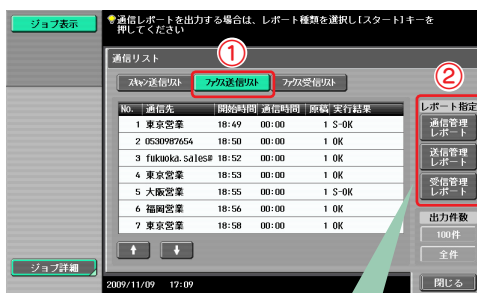 ジョブ表示
通信レポートを出力する場合は、レポート種類を選択し[スタート]キーを
押してください
通信リスト
①
②
スキャン送信リスト ファクス送信リスト ファクス受信リスト
No. 通信先 開始時間 通信時間 原稿 実行結果
1 東京営業 18:49 00:00 1 S-OK
2 0530987654 18:50 00:00 1 OK
3 fukuoka.sales@ 18:52 00:00 1 OK
4 東京営業 18:53 00:00 1 OK
5 大阪営業 18:55 00:00 1 S-OK
6 福岡営業 18:56 00:00 1 OK
7 東京営業 18:58 00:00 1 OK
レポート指定
通信管理
レポート
送信管理
レポート
受信管理
レポート
出力件数
100件
全件
ジョブ詳細
2009/11/09 17:09
閉じる